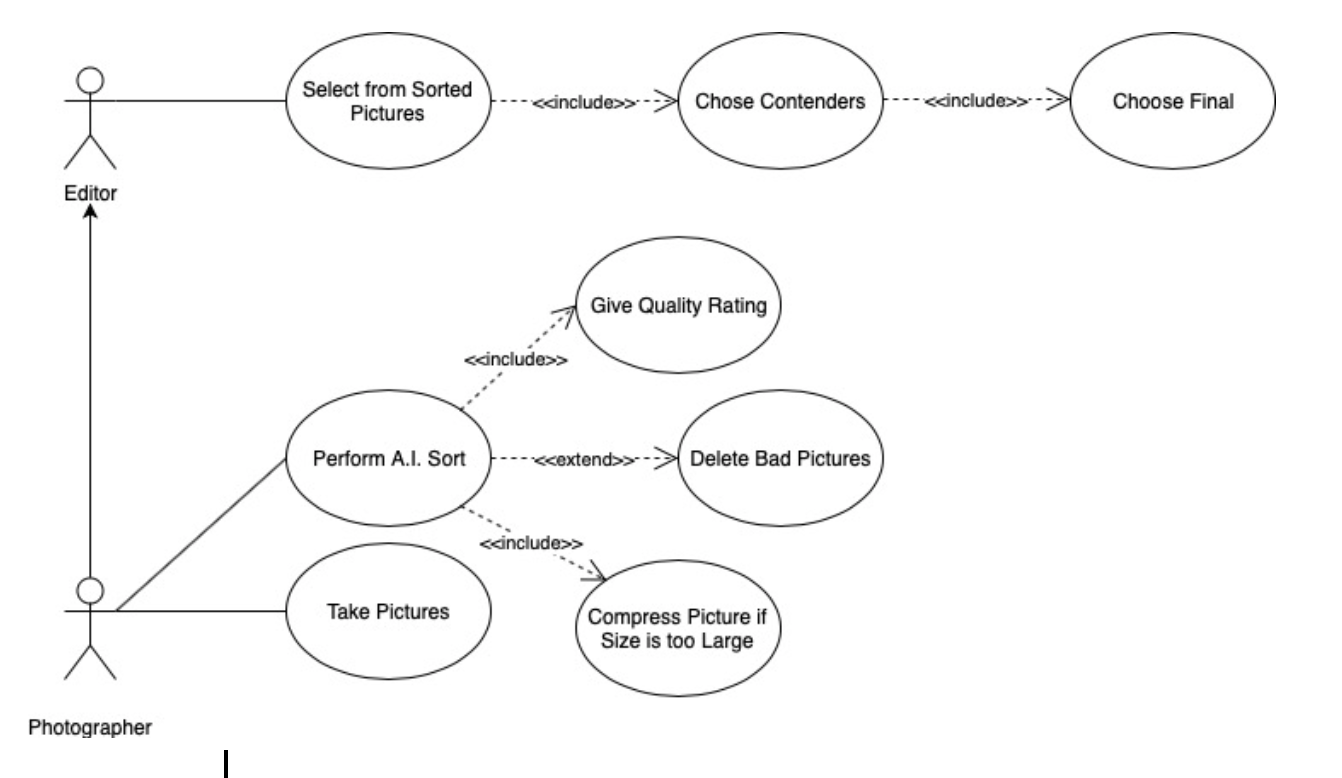 Select from Sorted
Pictures
<<include>>
Chose Contenders
<<include>>
Choose Final
Editor
Give Quality Rating
<<include>>
Perform A.I. Sort
<<extend>>
Delete Bad Pictures
<<include>>
Take Pictures
Compress Picture if
Size is too Large
Photographer